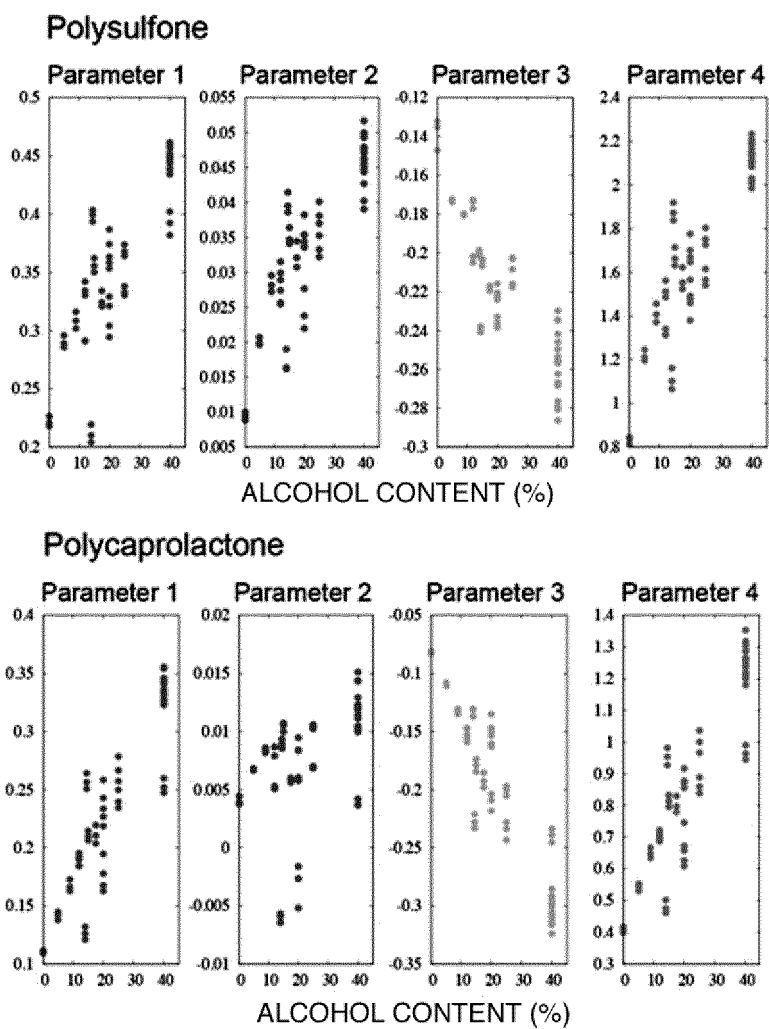 Polysulfone
Parameter 1 Parameter 2 Parameter 3 Parameter 4
0.5 0.055 -0.12 2.4
0.05 -0.14 2.2
0.45 0.045 -0.16 2
0.4 0.04 -0.18 1.8
0.035 -0.2
0.35 0.03 -0.22 1.6
0.025 1.4
0.3 0.02 -0.24 1.2
0.25 0.015 -0.26
0.01 -0.28 1
0.2 0.005 -0.3 0.8
0 10 20 30 40 0 10 20 30 40 0 10 20 30 40 0 10 20 30 40
ALCOHOL CONTENT (%)
Polycaprolactone
Parameter 1 Parameter 2 Parameter 3 Parameter 4
0.4 0.02 -0.05 1.4
1.3
0.35 0.015 -0.1 1.2
0.3 0.01 -0.15 1.1
1
0.25 0.005 -0.2 0.9
0.8
0.2 0 -0.25 0.7
0.6
0.15 -0.005 -0.3 0.5
0.4
0.1 -0.01 -0.35 0.3
0 10 20 30 40 0 10 20 30 40 0 10 20 30 40 0 10 20 30 40
ALCOHOL CONTENT (%)